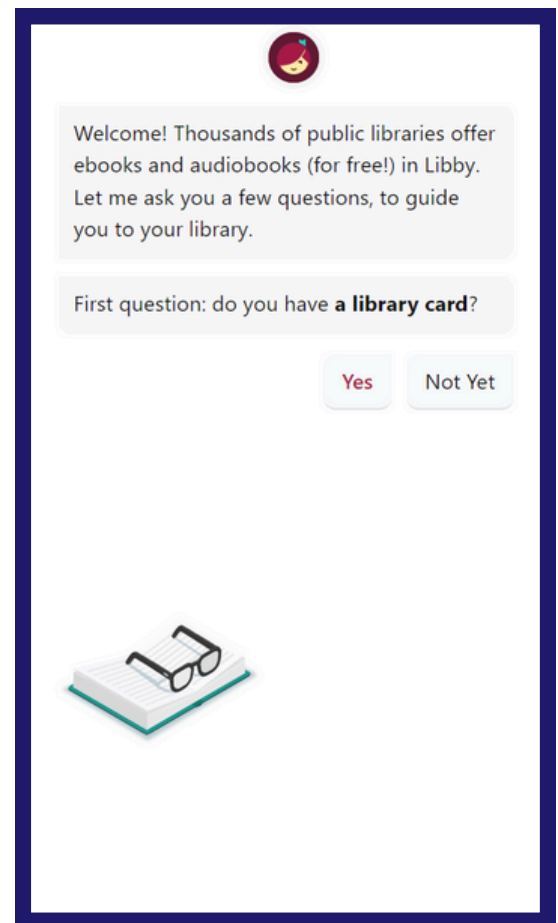 Welcome! Thousands of public libraries offer
ebooks and audiobooks (for free!) in Libby.
Let me ask you a few questions, to guide
you to your library.
First question: do you have a library card?
Yes
Not Yet